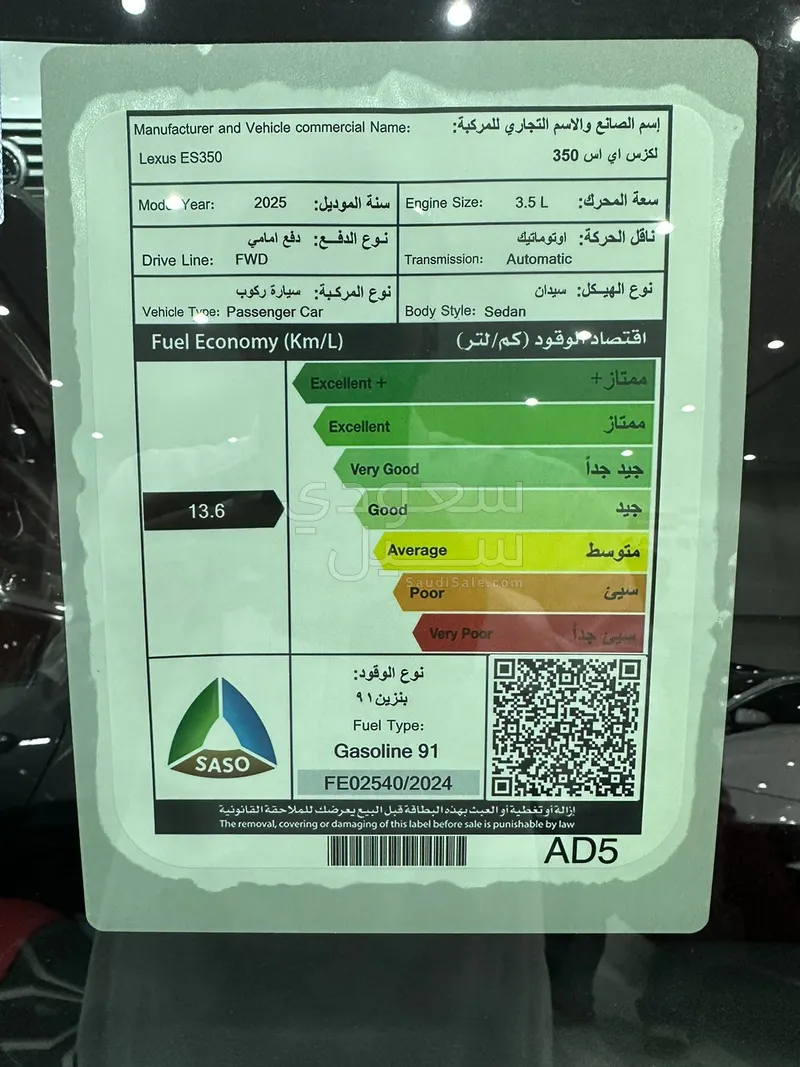 Manufacturer and Vehicle commercial Name: إسم الصانع والاسم التجاري للمركبة:
Lexus ES350 لكزس اي اس 350
Model Year: 2025 سنة الموديل:
Engine Size: 3.5 L سعة المحرك:
نوع الدفع: دفع امامي
Drive Line: FWD
ناقل الحركة: اوتوماتيك
Transmission: Automatic
نوع المركبة: سيارة ركوب
Vehicle Type: Passenger Car
نوع الهيكل: سيدان
Body Style: Sedan
Fuel Economy (Km/L) اقتصاد الوقود (كم/لتر)
Excellent + ممتاز+
Excellent ممتاز
Very Good جيد جداً
13.6
Good جيد
Average متوسط
Poor سيئ
Very Poor سيئ جداً
سعودي سيل
SaudiSale.com
SASO
نوع الوقود:
بنزين ٩١
Fuel Type:
Gasoline 91
FE02540/2024
إزالة أو تغطية أو العبث بهذه البطاقة قبل البيع يعرضك للملاحقة القانونية
The removal, covering or damaging of this label before sale is punishable by law
AD5